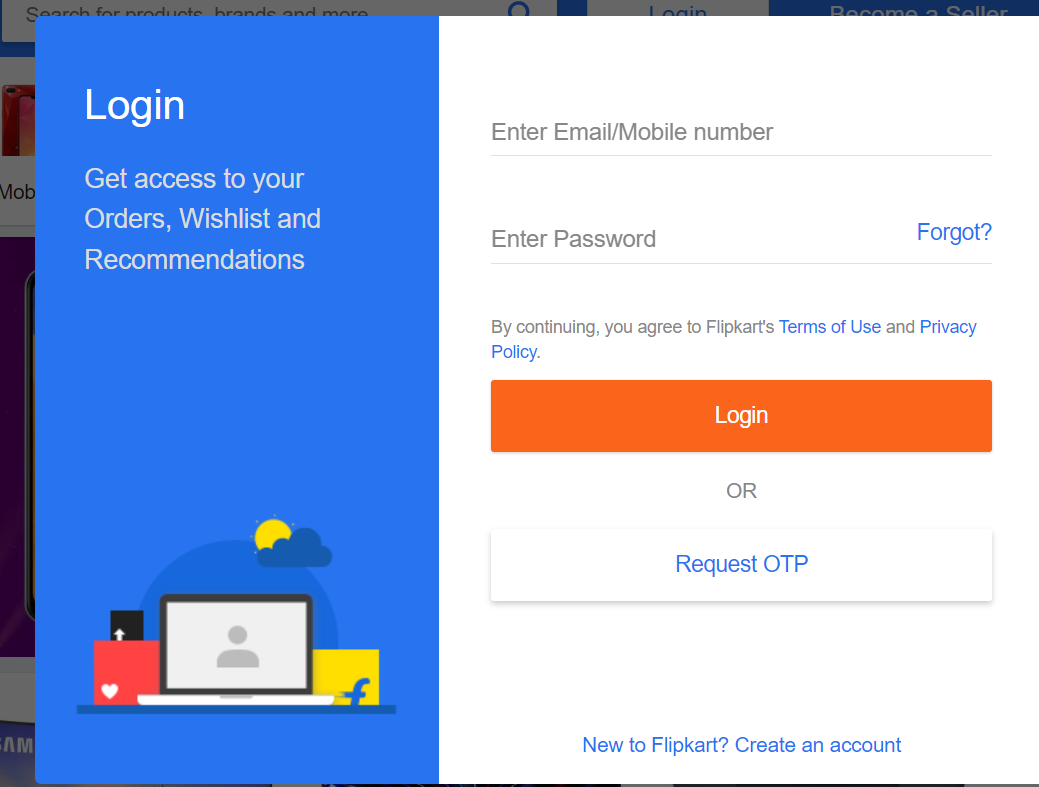 Search for products, brands and more
Login
Become a Seller
Login
Get access to your
Orders, Wishlist and
Recommendations
Enter Email/Mobile number
Enter Password
Forgot?
By continuing, you agree to Flipkart's Terms of Use and Privacy
Policy.
Login
OR
Request OTP
New to Flipkart? Create an account
Mob
SAM
f